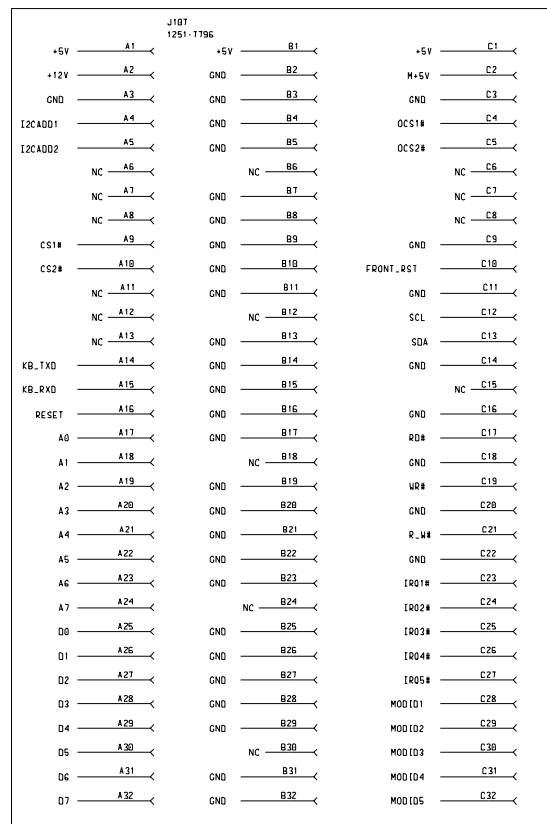 J107
1251-7796
+5V A1 +5V B1 +5V C1
+12V A2 GND B2 M+5V C2
GND A3 GND B3 GND C3
I2CADD1 A4 GND B4 OCS1# C4
I2CADD2 A5 GND B5 OCS2# C5
NC A6 NC B6 NC C6
NC A7 GND B7 NC C7
NC A8 GND B8 NC C8
CS1# A9 GND B9 GND C9
CS2# A10 GND B10 FRONT_RST C10
NC A11 GND B11 GND C11
NC A12 NC B12 SCL C12
NC A13 GND B13 SDA C13
KB_TXD A14 GND B14 GND C14
KB_RXD A15 GND B15 NC C15
RESET A16 GND B16 GND C16
A0 A17 GND B17 RD# C17
A1 A18 NC B18 GND C18
A2 A19 GND B19 WR# C19
A3 A20 GND B20 GND C20
A4 A21 GND B21 R_W# C21
A5 A22 GND B22 GND C22
A6 A23 GND B23 IRQ1# C23
A7 A24 NC B24 IRQ2# C24
D0 A25 GND B25 IRQ3# C25
D1 A26 GND B26 IRQ4# C26
D2 A27 GND B27 IRQ5# C27
D3 A28 GND B28 MODID1 C28
D4 A29 GND B29 MODID2 C29
D5 A30 NC B30 MODID3 C30
D6 A31 GND B31 MODID4 C31
D7 A32 GND B32 MODID5 C32